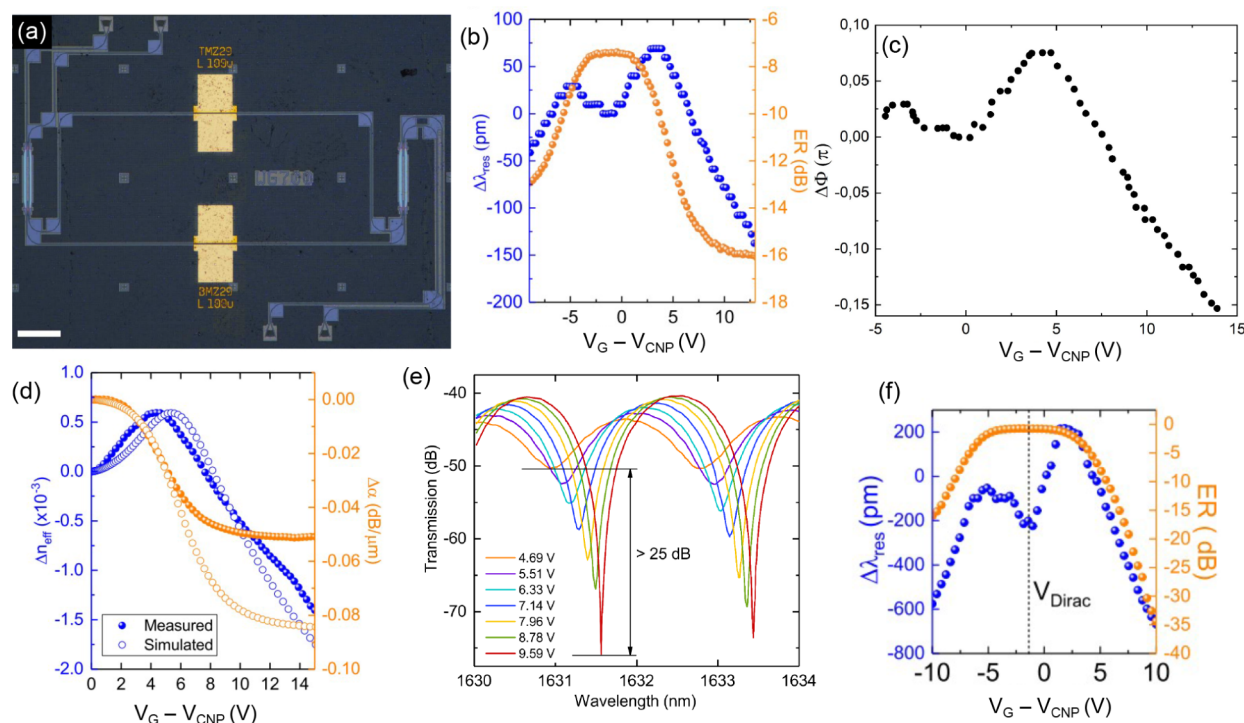 (a)
TMZ29
L 100u
BMZ29
L 100u
(b)
100
50
0
-50
-100
-150
-200
-6
-8
-10
-12
-14
-16
-18
-5
0
5
10
Δλres (pm)
ER (dB)
VG – VCNP (V)
(c)
0,10
0,05
0,00
-0,05
-0,10
-0,15
-5
0
5
10
15
ΔΦ (π)
VG – VCNP (V)
(d)
1.0
0.5
0.0
-0.5
-1.0
-1.5
-2.0
0.00
-0.02
-0.04
-0.06
-0.08
-0.10
0 2 4 6 8 10 12 14
Δneff (x10-3)
Δα (dB/μm)
Measured
Simulated
VG – VCNP (V)
(e)
-40
-50
-60
-70
1630
1631
1632
1633
1634
Transmission (dB)
> 25 dB
4.69 V
5.51 V
6.33 V
7.14 V
7.96 V
8.78 V
9.59 V
Wavelength (nm)
(f)
200
0
-200
-400
-600
-800
0
-5
-10
-15
-20
-25
-30
-35
-40
-10
-5
0
5
10
Δλres (pm)
ER (dB)
VDirac
VG – VCNP (V)